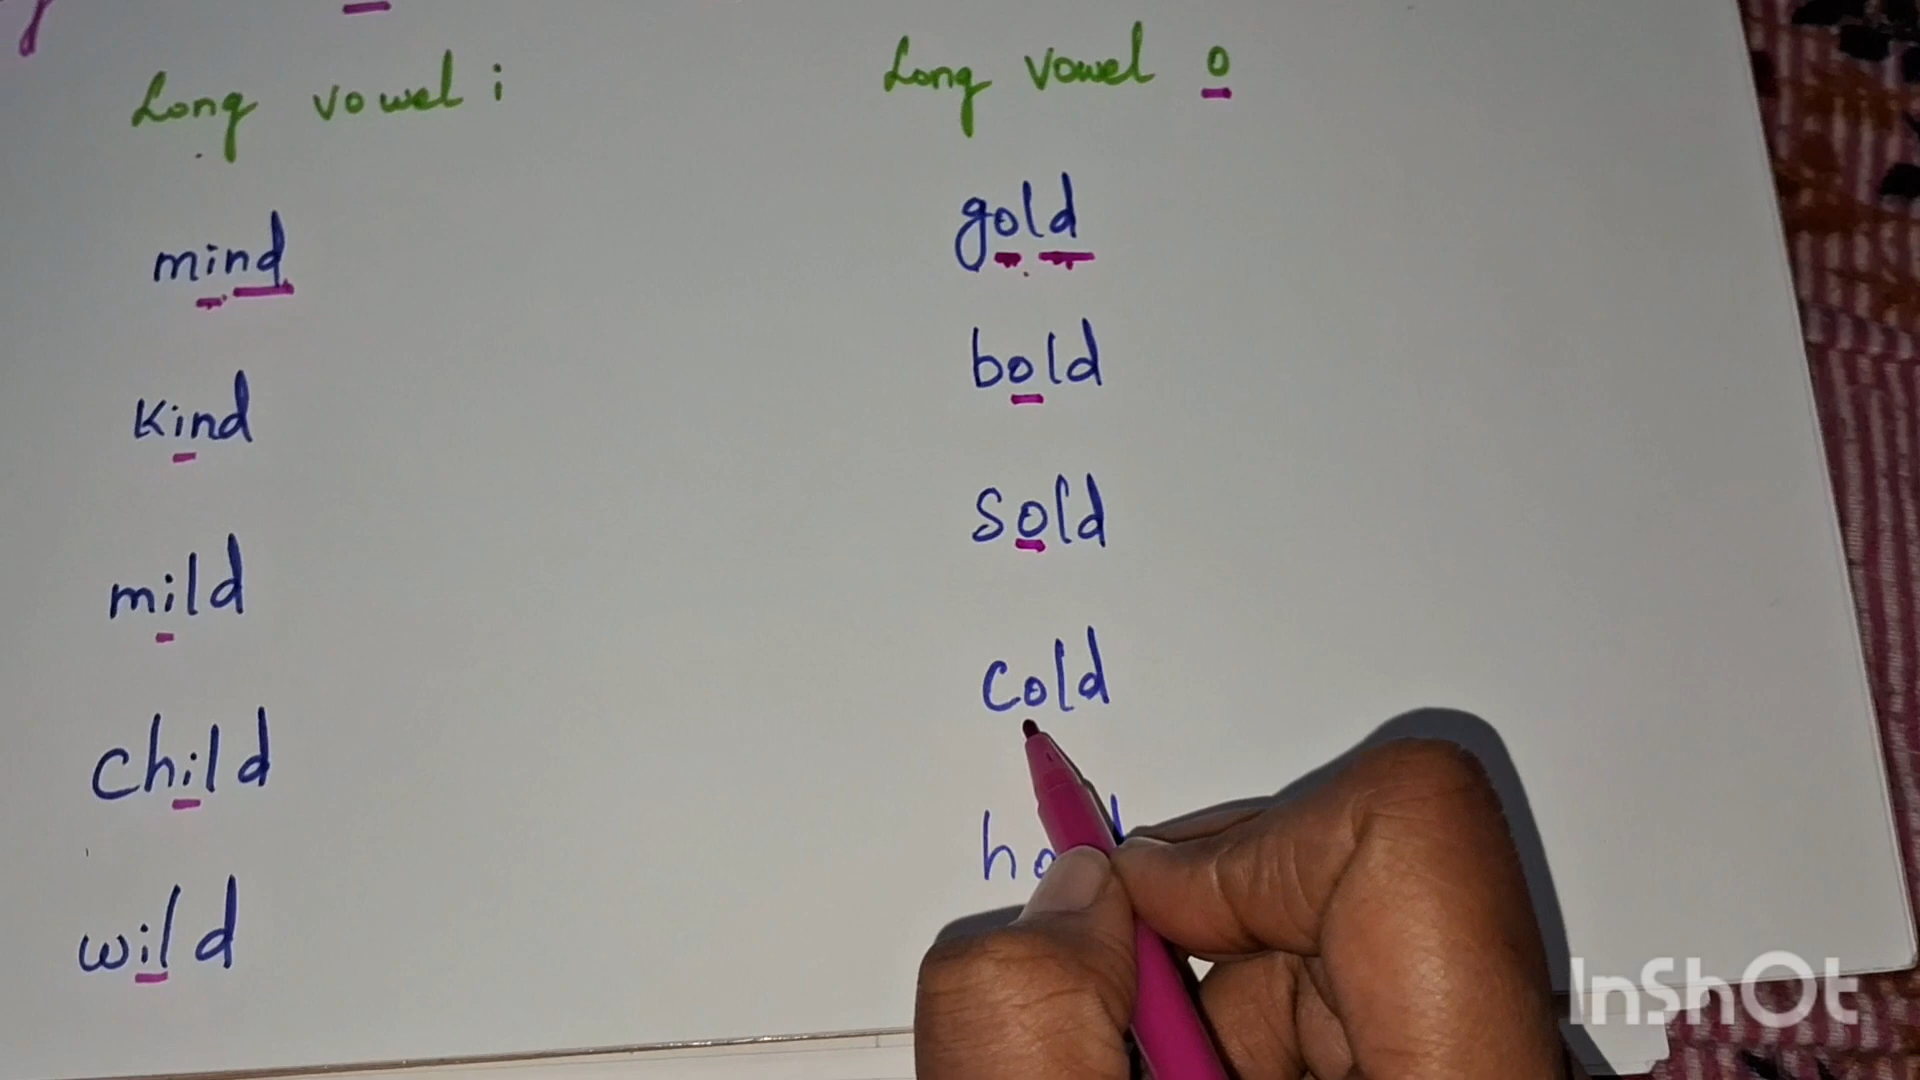 Long vowel i
mind
Kind
mild
child
wild
Long vowel o
gold
bold
sold
cold
InShOt